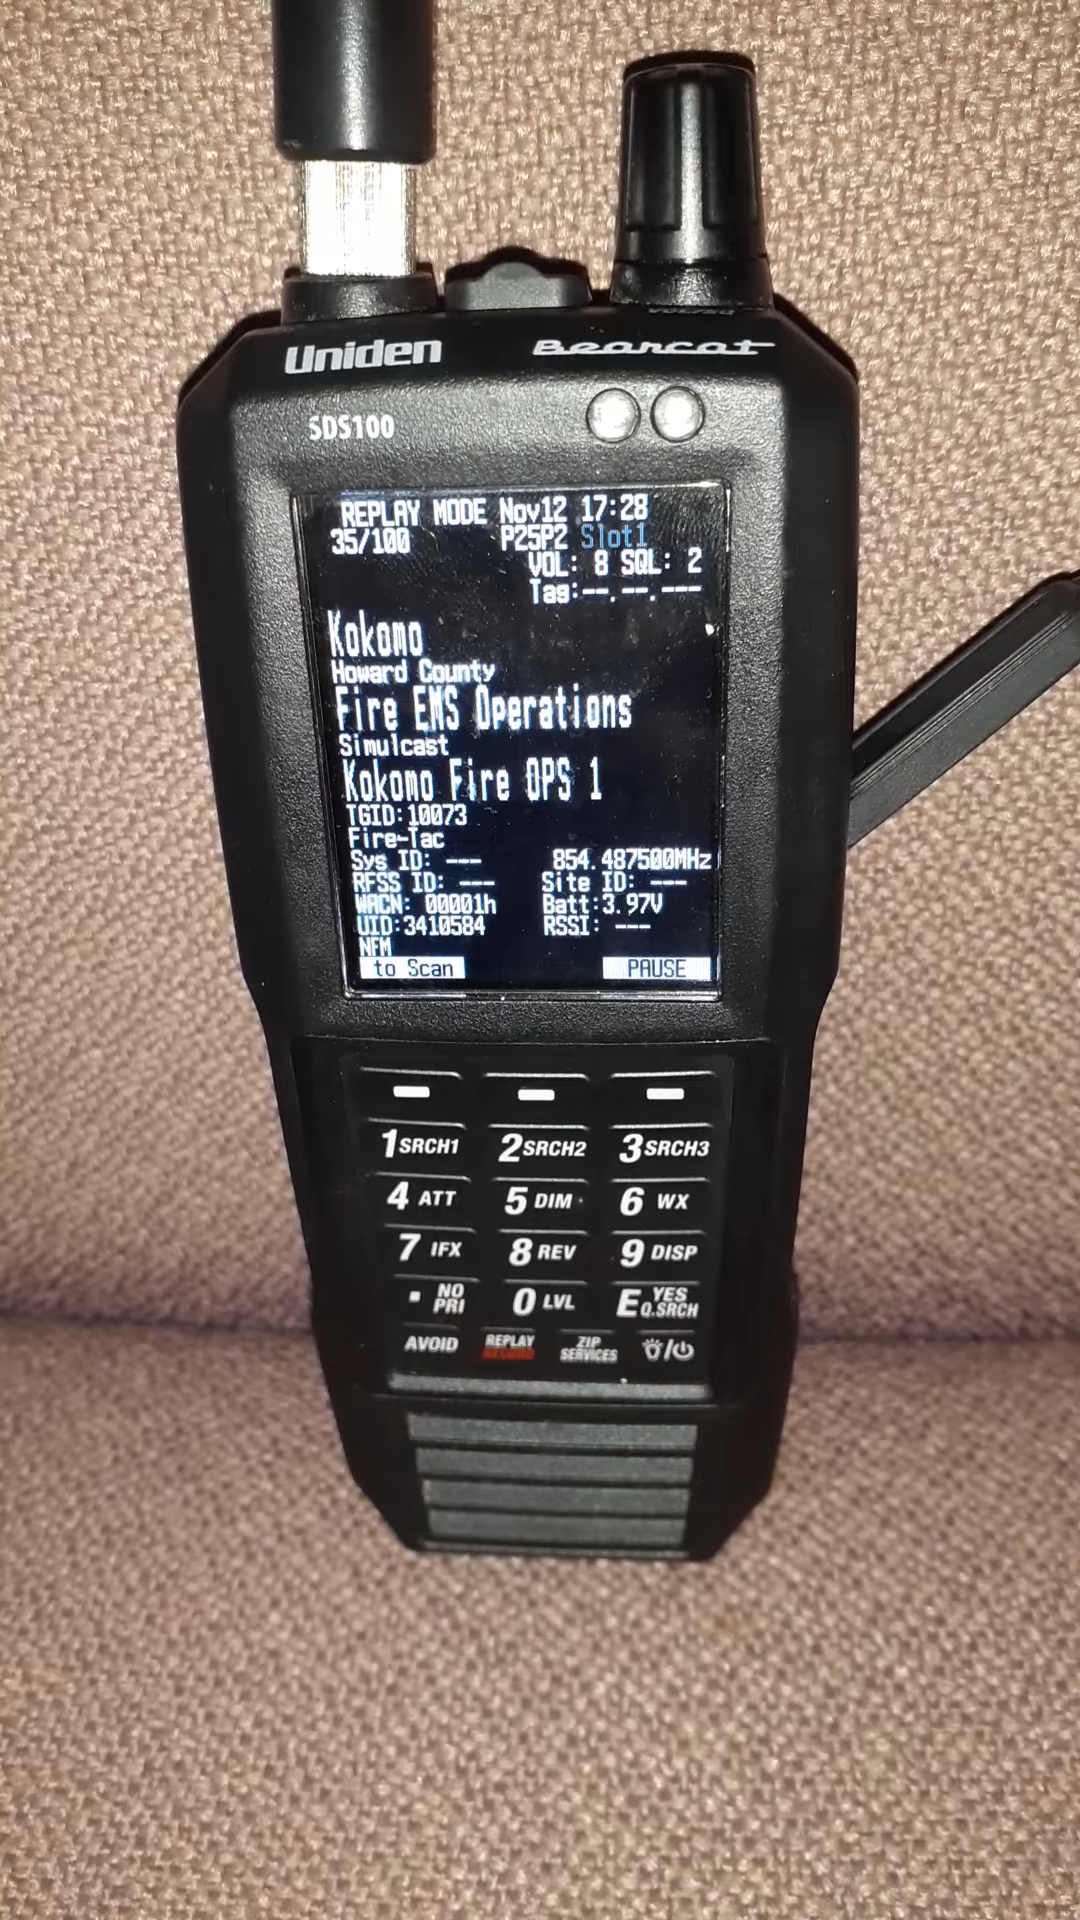 Uniden Bearcat
SDS100
REPLAY MODE Nov12 17:28
35/100 P25P2 Slot1
VOL: 8 SQL: 2
Tag:--.--.---
Kokomo
Howard County
Fire EMS Operations
Simulcast
Kokomo Fire OPS 1
TGID:10073
Fire-Tac
Sys ID: --- 854.487500MHz
RFSS ID: --- Site ID: ---
WACN: 00001h Batt:3.97V
UID:3410584 RSSI: ---
NFM
to Scan PAUSE
1 SRCH1 2 SRCH2 3 SRCH3
4 ATT 5 DIM 6 WX
7 IFX 8 REV 9 DISP
. NO PRI 0 LVL E YES Q.SRCH
AVOID REPLAY RECORD ZIP SERVICES